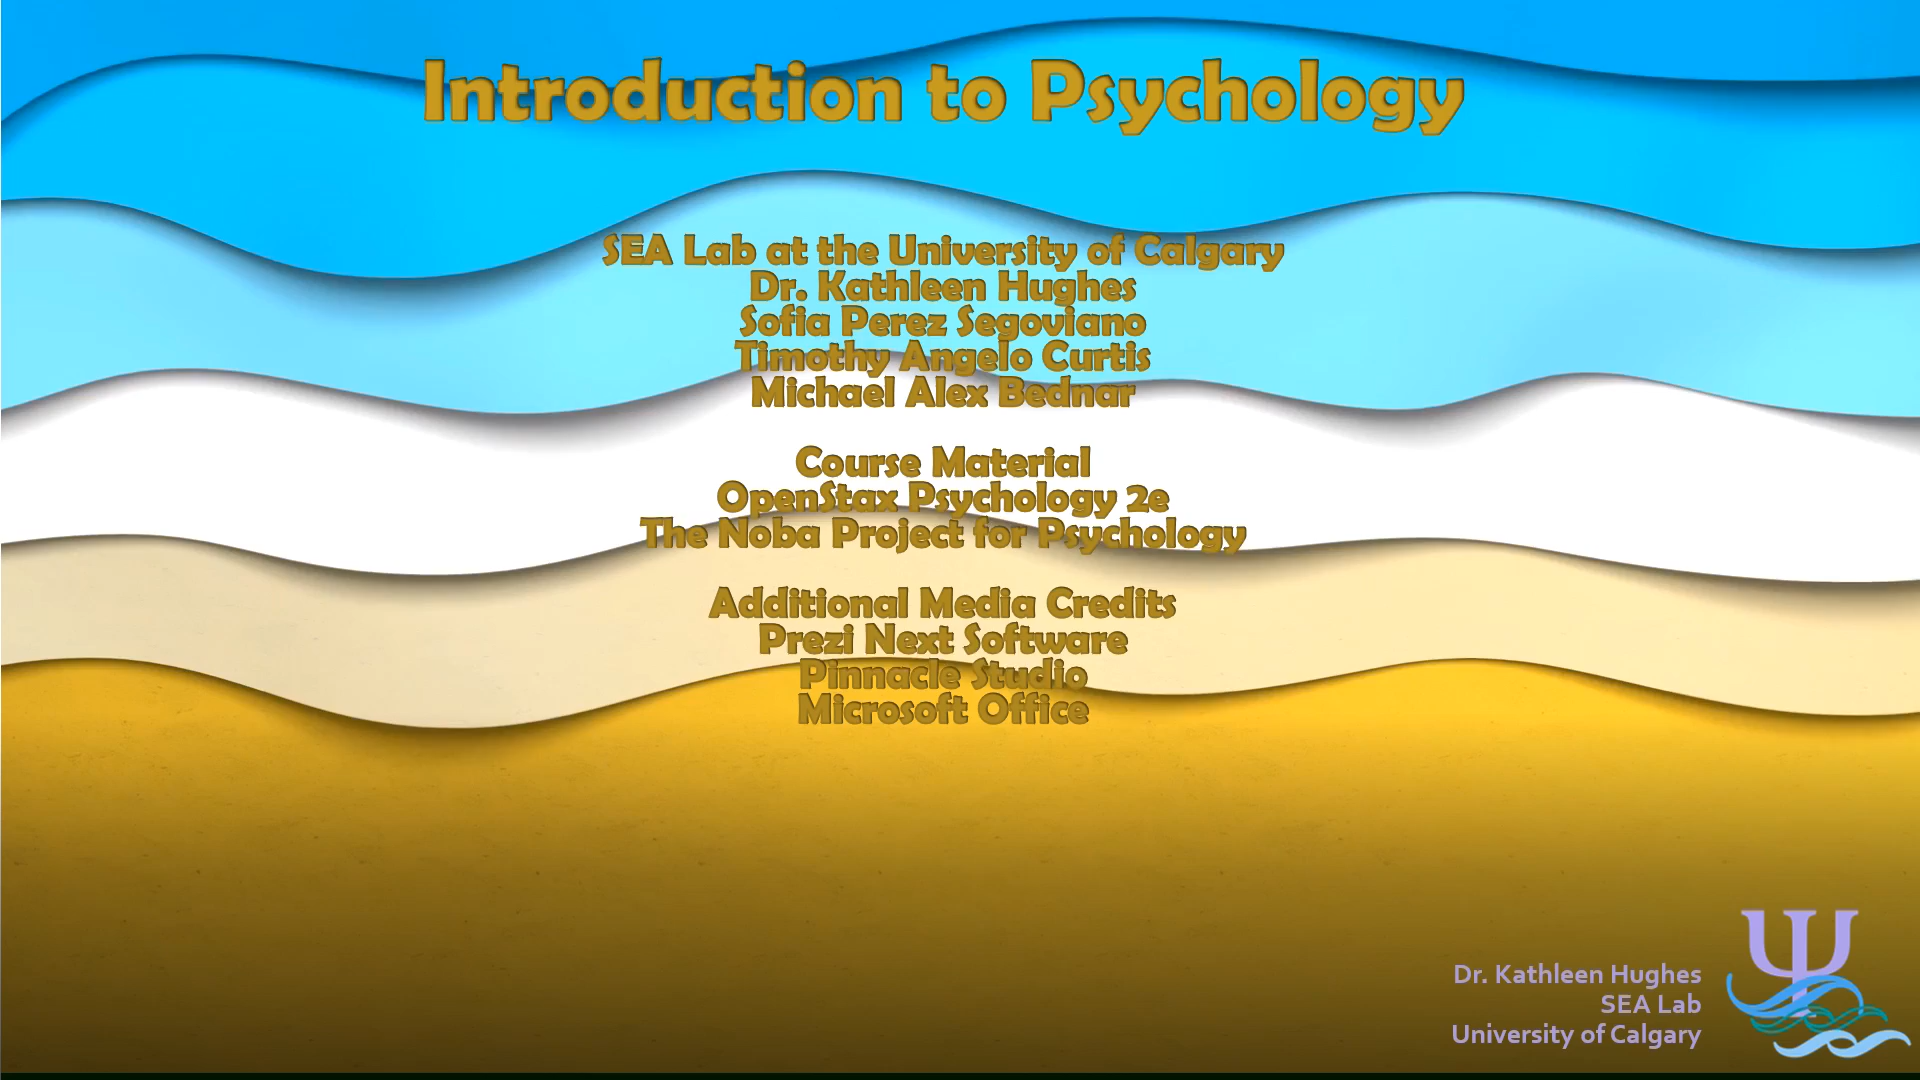 Introduction to Psychology
SEA Lab at the University of Calgary
Dr. Kathleen Hughes
Sofia Perez Segoviano
Timothy Angelo Curtis
Michael Alex Bednar
Course Material
OpenStax Psychology 2e
The Noba Project for Psychology
Additional Media Credits
Prezi Next Software
Pinnacle Studio
Microsoft Office
Dr. Kathleen Hughes
SEA Lab
University of Calgary